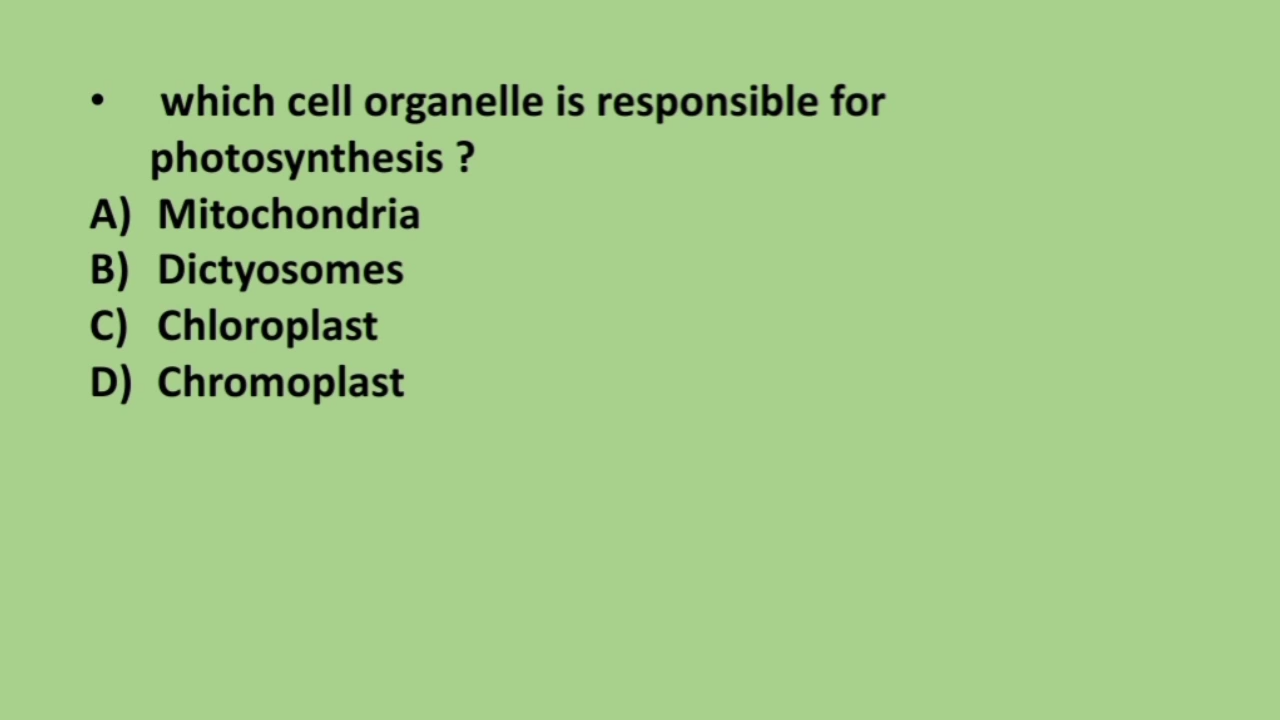 • which cell organelle is responsible for
photosynthesis ?
A) Mitochondria
B) Dictyosomes
C) Chloroplast
D) Chromoplast